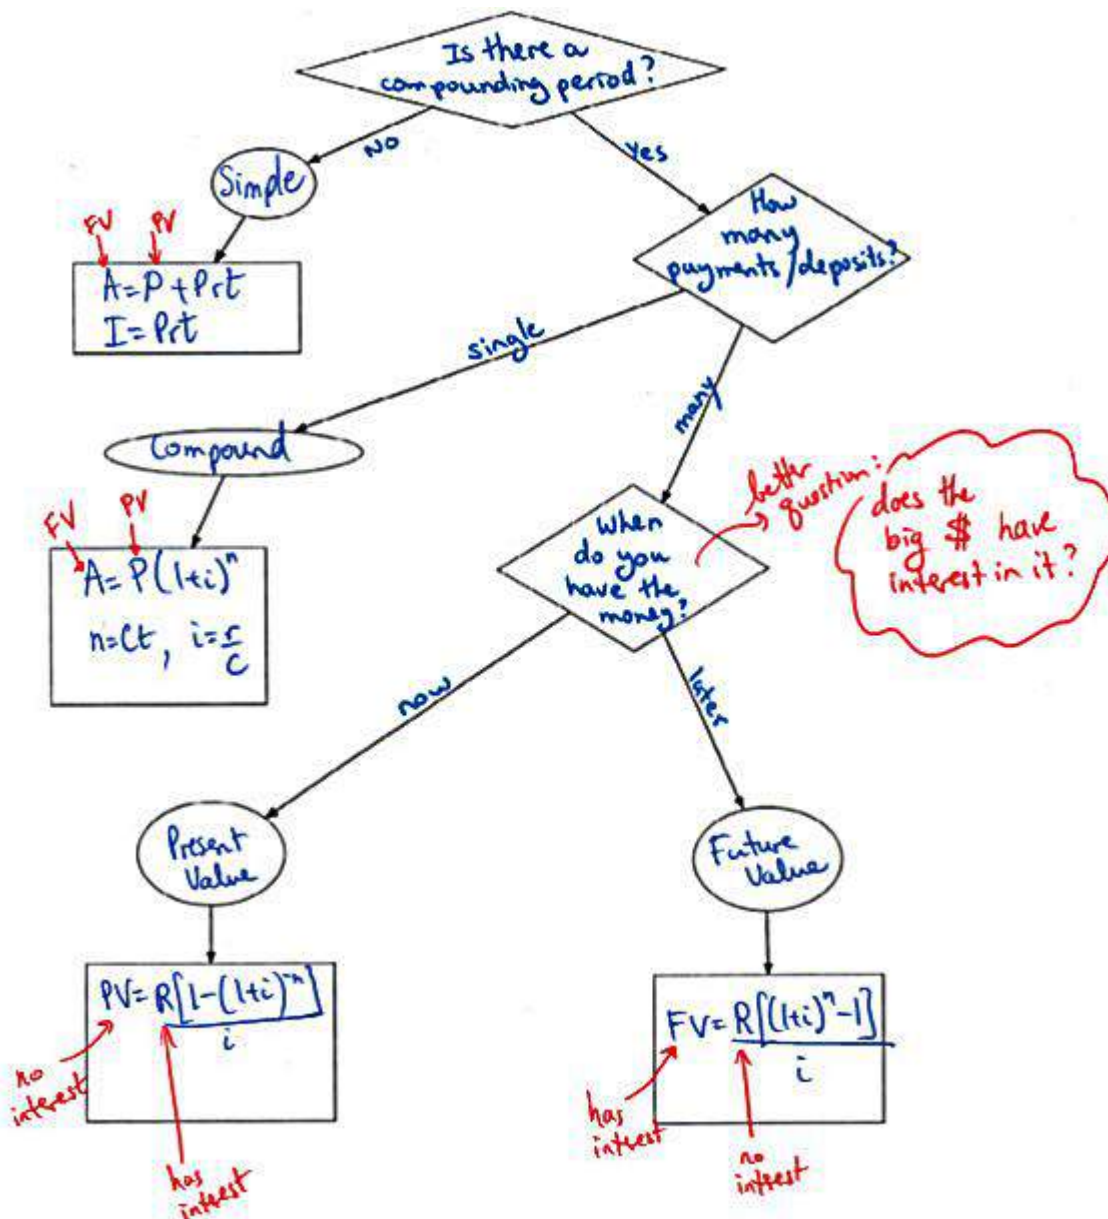 Is there a
compounding period?
No
Yes
Simple
FV
PV
A=P+Prt
I=Prt
How
many
payments/deposits?
single
many
Compound
FV
PV
A=P(1+i)^n
n=Ct, i=r/C
When
do you
have the
money?
better
question:
does the
big $ have
interest in it?
now
later
Present
Value
Future
Value
PV=R[1-(1+i)^-n]
i
no
interest
has
interest
FV=R[(1+i)^n-1]
i
has
interest
no
interest